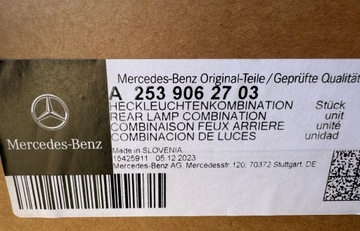 Mercedes-Benz Original-Teile / Geprüfte Qualität
A 253 906 27 03
HECKLEUCHTENKOMBINATION Stück
REAR LAMP COMBINATION unit
COMBINAISON FEUX ARRIERE unité
COMBINACION DE LUCES unidad
Made in SLOVENIA
16425911 05.12.2023
Mercedes-Benz AG, Mercedesstr. 120, 70372 Stuttgart, DE
Mercedes-Benz